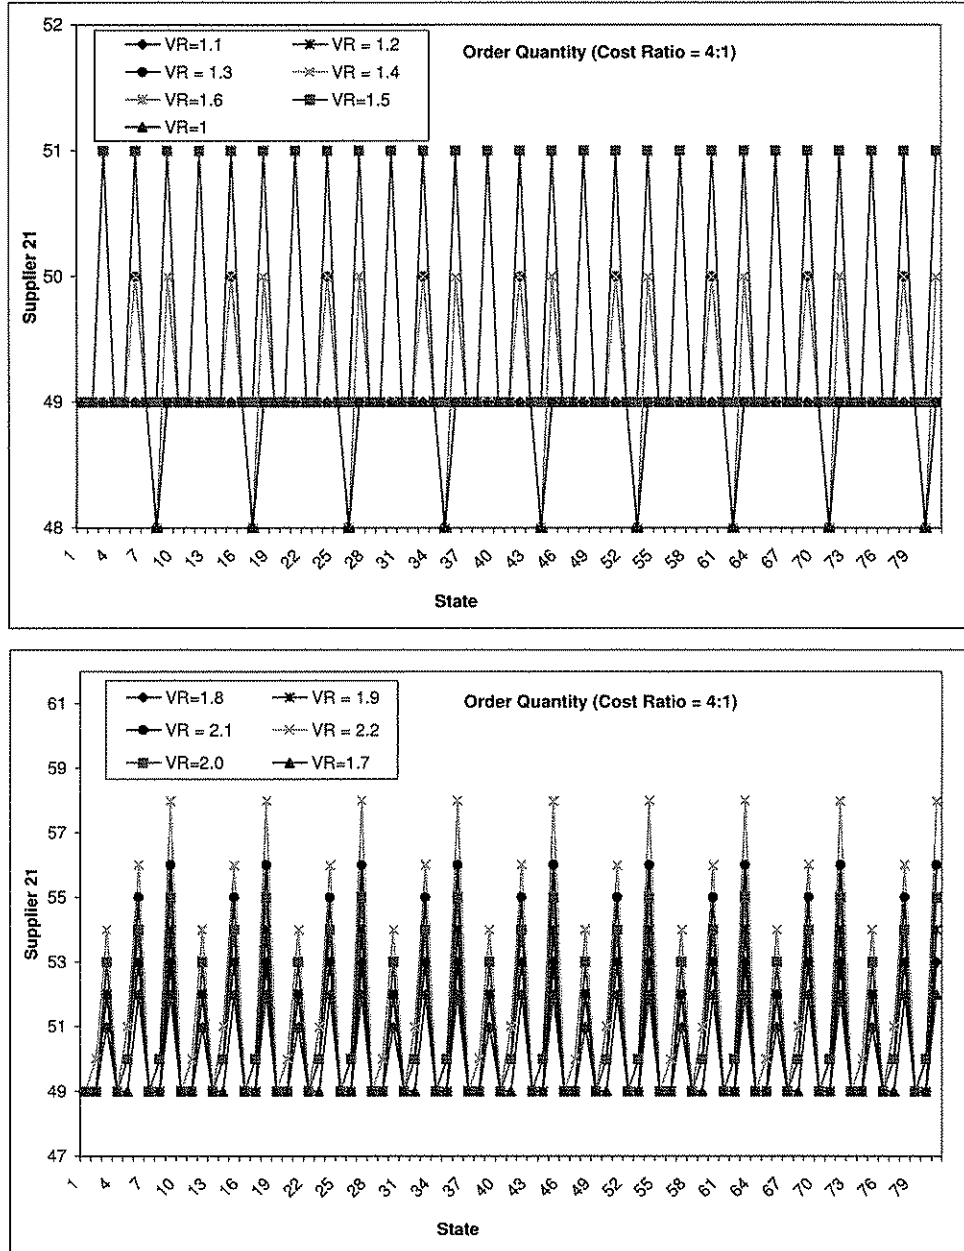 Order Quantity (Cost Ratio = 4:1)
VR=1.1 VR = 1.2
VR = 1.3 VR = 1.4
VR=1.6 VR=1.5
VR=1
Supplier 21
52
51
50
49
48
1 4 7 10 13 16 19 22 25 28 31 34 37 40 43 46 49 52 55 58 61 64 67 70 73 76 79
State
Order Quantity (Cost Ratio = 4:1)
VR=1.8 VR = 1.9
VR = 2.1 VR = 2.2
VR=2.0 VR=1.7
Supplier 21
61
59
57
55
53
51
49
47
1 4 7 10 13 16 19 22 25 28 31 34 37 40 43 46 49 52 55 58 61 64 67 70 73 76 79
State